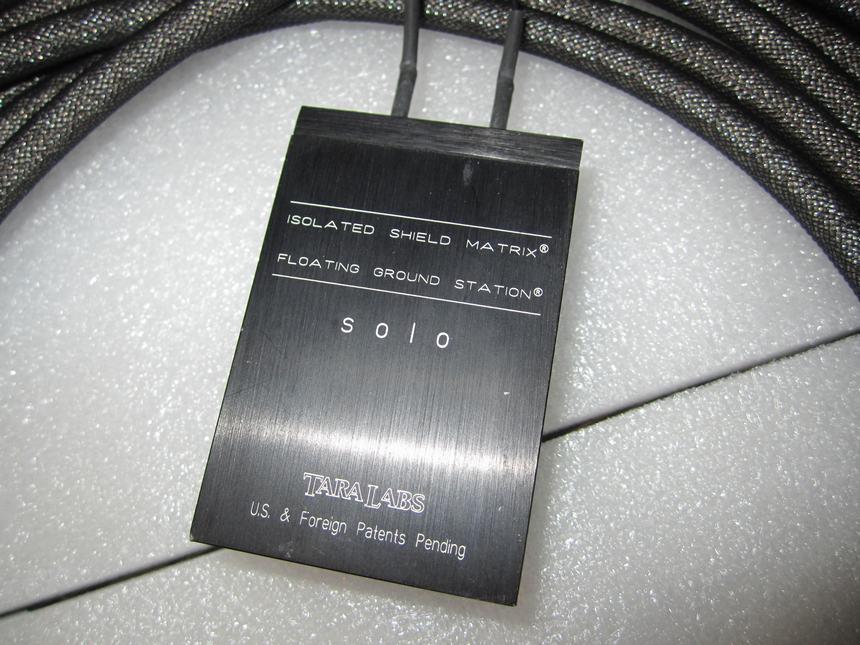 ISOLATED SHIELD MATRIX®
FLOATING GROUND STATION®
solo
TARA LABS
U.S. & Foreign Patents Pending